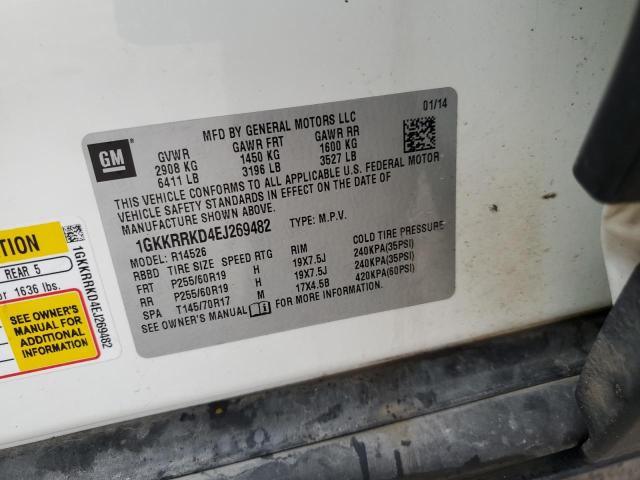 MFD BY GENERAL MOTORS LLC
01/14
GM
GVWR GAWR FRT GAWR RR
2908 KG 1450 KG 1600 KG
6411 LB 3196 LB 3527 LB
THIS VEHICLE CONFORMS TO ALL APPLICABLE U.S. FEDERAL MOTOR
VEHICLE SAFETY STANDARDS IN EFFECT ON THE DATE OF
MANUFACTURE SHOWN ABOVE.
1GKKRRKD4EJ269482 TYPE: M.P.V.
MODEL: R14526
RBBD TIRE SIZE SPEED RTG RIM COLD TIRE PRESSURE
FRT P255/60R19 H 19X7.5J 240KPA(35PSI)
RR P255/60R19 H 19X7.5J 240KPA(35PSI)
SPA T145/70R17 M 17X4.5B 420KPA(60PSI)
SEE OWNER'S MANUAL FOR MORE INFORMATION.
TION
REAR 5
r 1636 lbs.
SEE OWNER'S
MANUAL FOR
ADDITIONAL
INFORMATION
1GKKRRKD4EJ269482